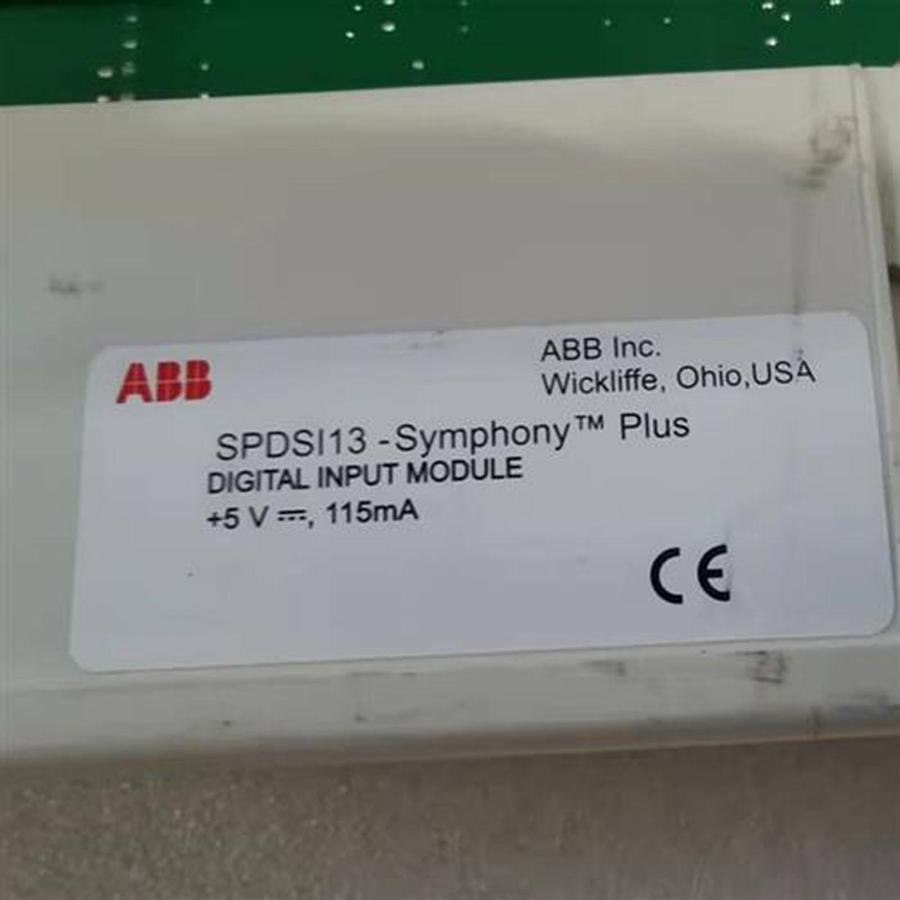 ABB
ABB Inc.
Wickliffe, Ohio,USA
SPDSI13 -Symphony™ Plus
DIGITAL INPUT MODULE
+5 V ⎓, 115mA
CE